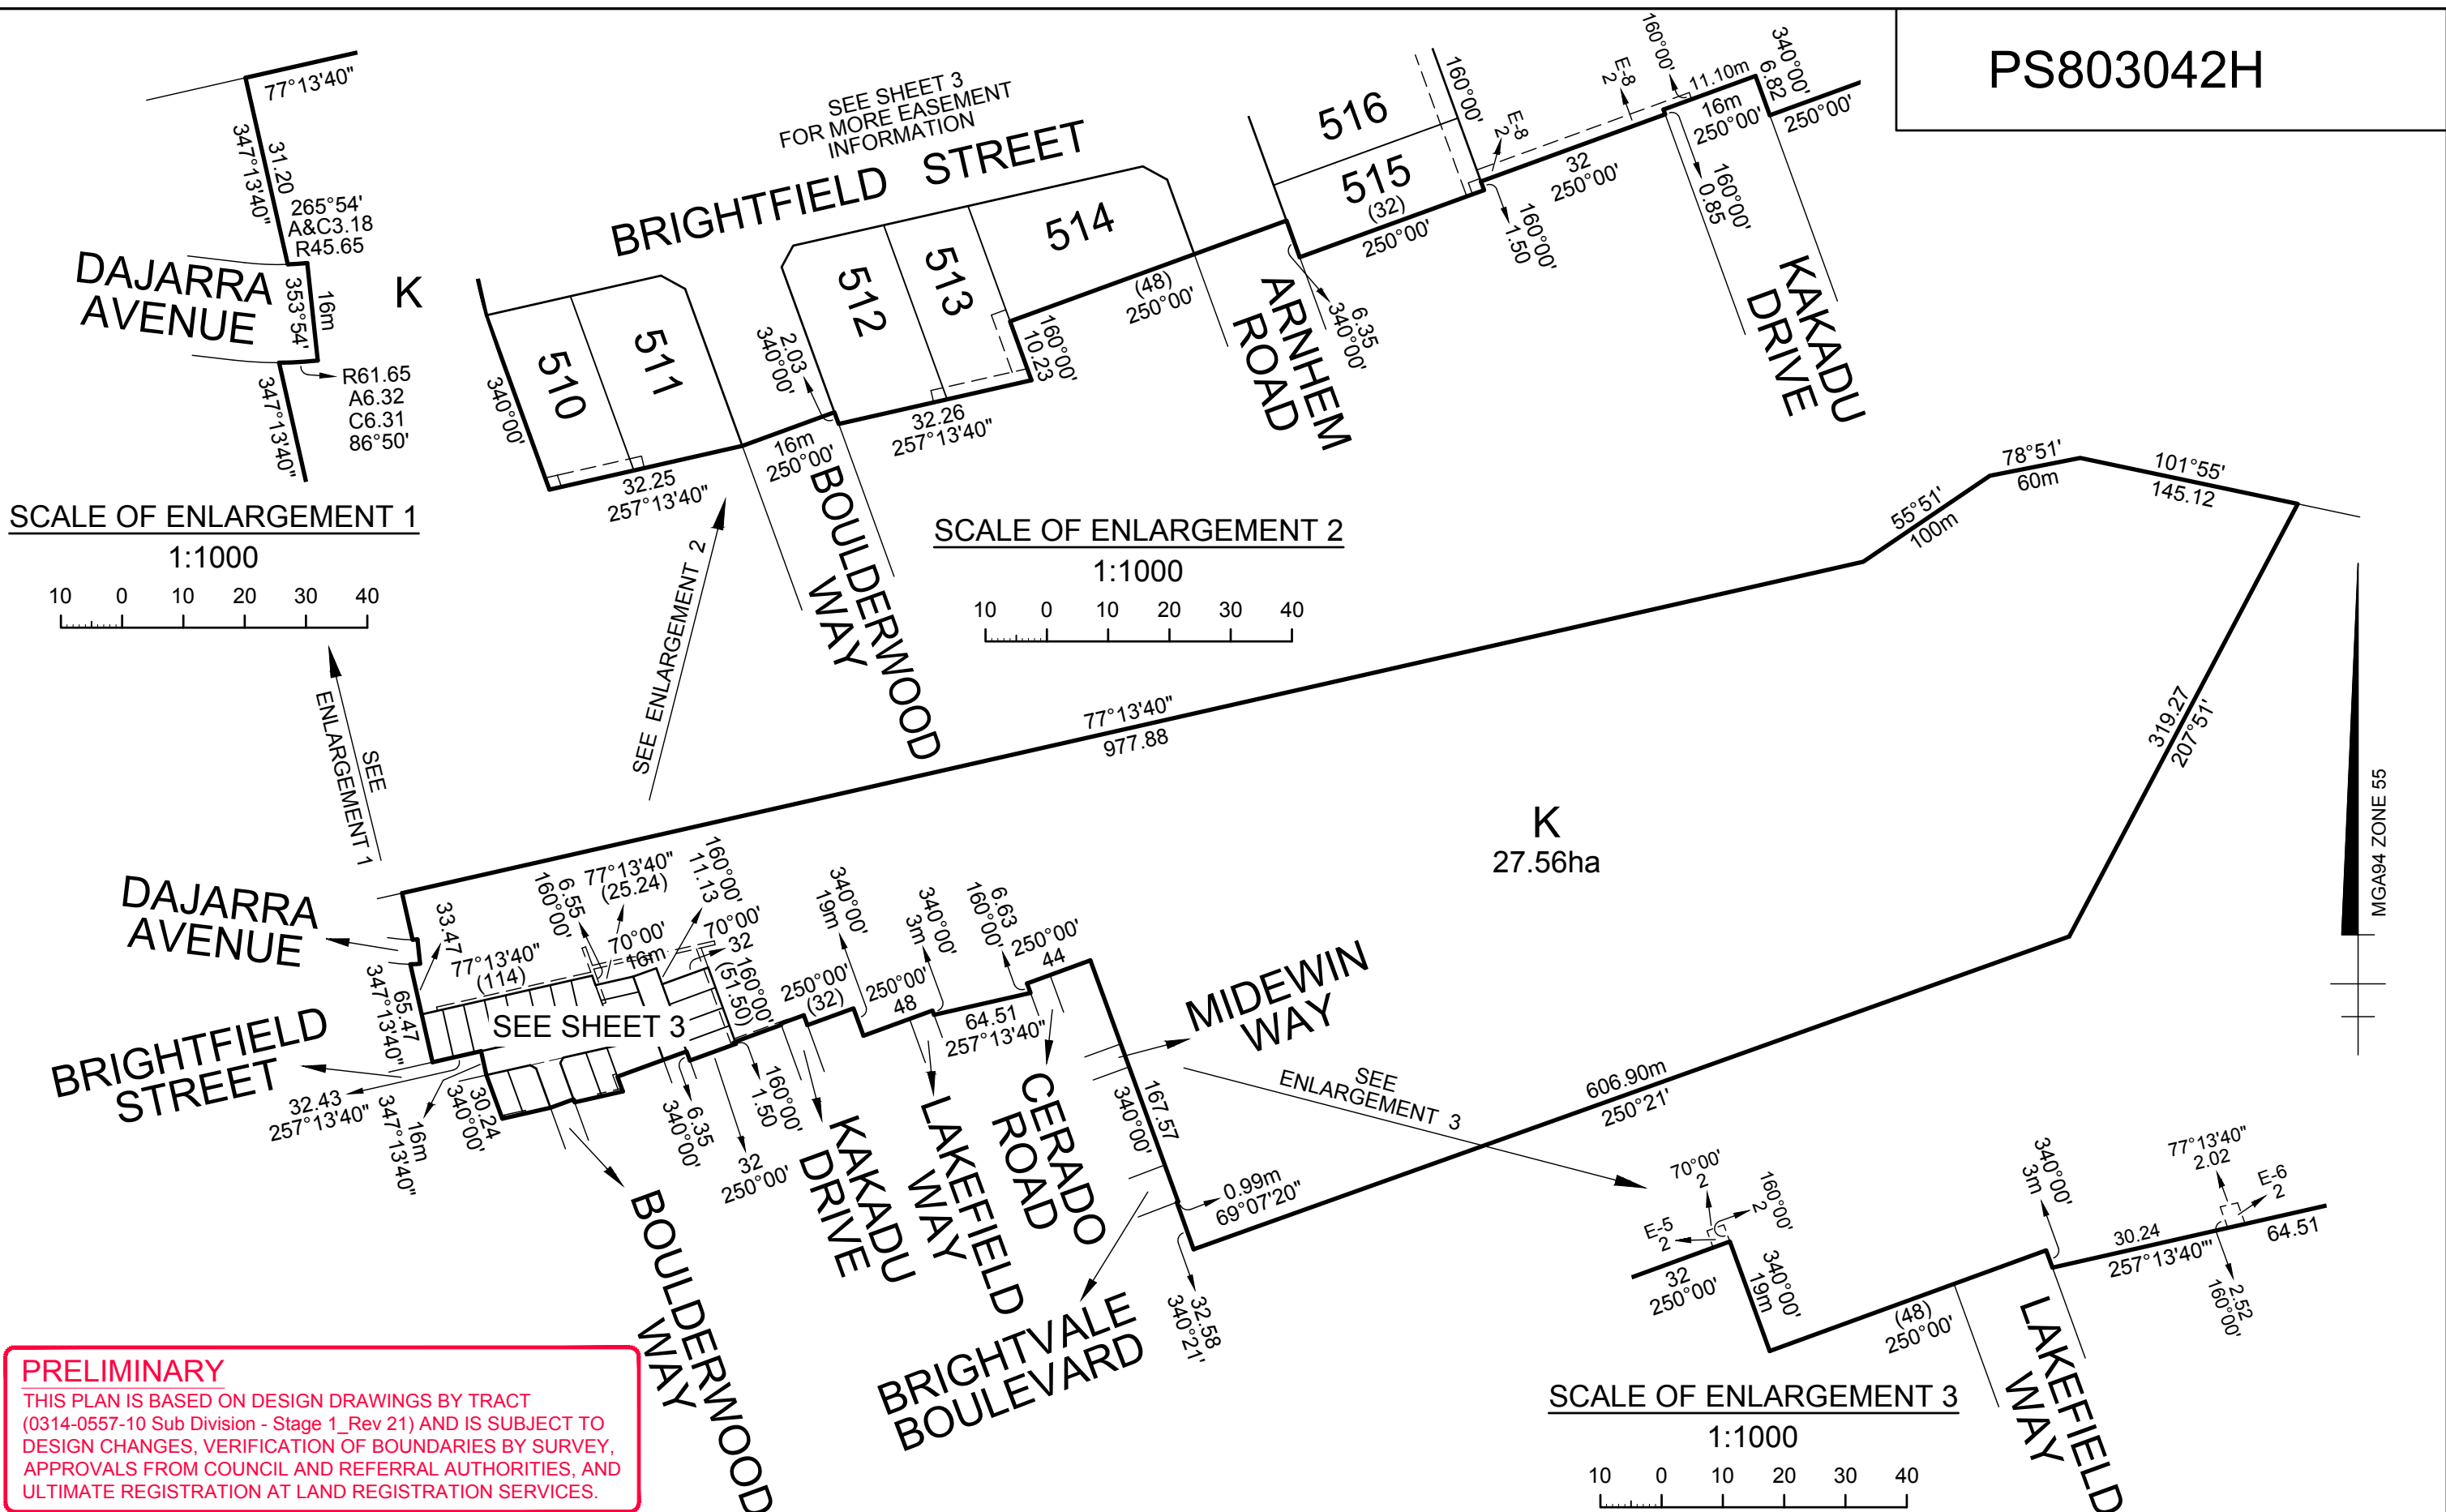 PS803042H
77°13'40"
31.20
347°13'40"
265°54'
A&C3.18
R45.65
DAJARRA
AVENUE
K
16m
353°54'
R61.65
A6.32
C6.31
86°50'
347°13'40"
SCALE OF ENLARGEMENT 1
1:1000
10 0 10 20 30 40
SEE SHEET 3
FOR MORE EASEMENT
INFORMATION
BRIGHTFIELD STREET
510
511
512
513
514
515
(32)
516
340°00'
32.25
257°13'40"
2.03
340°00'
16m
250°00'
32.26
257°13'40"
160°00'
10.23
(48)
250°00'
6.35
340°00'
250°00'
160°00'
E-8
2
160°00'
1.50
32
250°00'
E-8
2
160°00'
11.10m
16m
250°00'
340°00'
6.82
250°00'
160°00'
0.85
BOULDERWOOD
WAY
ARNHEM
ROAD
KAKADU
DRIVE
SCALE OF ENLARGEMENT 2
1:1000
10 0 10 20 30 40
SEE ENLARGEMENT 2
SEE
ENLARGEMENT 1
77°13'40"
977.88
55°51'
100m
78°51'
60m
101°55'
145.12
319.27
207°51'
MGA94 ZONE 55
K
27.56ha
606.90m
250°21'
DAJARRA
AVENUE
33.47
77°13'40"
(114)
65.47
347°13'40"
6.55
160°00'
77°13'40"
(25.24)
70°00'
16m
160°00'
11.13
70°00'
32
160°00'
(51.50)
SEE SHEET 3
BRIGHTFIELD
STREET
32.43
257°13'40"
16m
347°13'40"
30.24
340°00'
6.35
340°00'
32
250°00'
160°00'
1.50
250°00'
(32)
340°00'
19m
250°00'
48
340°00'
3m
64.51
257°13'40"
6.63
160°00'
250°00'
44
MIDEWIN
WAY
167.57
340°00'
SEE
ENLARGEMENT 3
0.99m
69°07'20"
32.58
340°21'
BOULDERWOOD
WAY
KAKADU
DRIVE
LAKEFIELD
WAY
CERADO
ROAD
BRIGHTVALE
BOULEVARD
70°00'
2
160°00'
2
E-5
2
32
250°00'
340°00'
19m
(48)
250°00'
340°00'
3m
30.24
257°13'40"'
77°13'40"
2.02
E-6
2
64.51
2.52
160°00'
LAKEFIELD
WAY
SCALE OF ENLARGEMENT 3
1:1000
10 0 10 20 30 40
PRELIMINARY
THIS PLAN IS BASED ON DESIGN DRAWINGS BY TRACT
(0314-0557-10 Sub Division - Stage 1_Rev 21) AND IS SUBJECT TO
DESIGN CHANGES, VERIFICATION OF BOUNDARIES BY SURVEY,
APPROVALS FROM COUNCIL AND REFERRAL AUTHORITIES, AND
ULTIMATE REGISTRATION AT LAND REGISTRATION SERVICES.